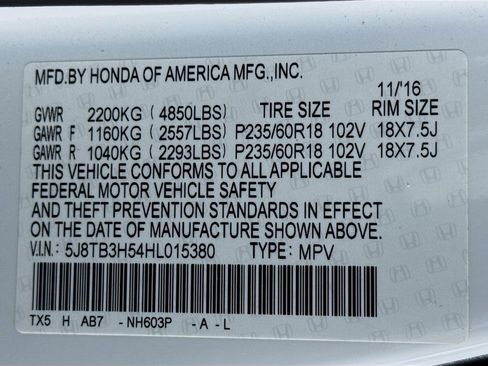 MFD.BY HONDA OF AMERICA MFG.,INC.
11/'16
GVWR 2200KG (4850LBS) TIRE SIZE RIM SIZE
GAWR F 1160KG (2557LBS) P235/60R18 102V 18X7.5J
GAWR R 1040KG (2293LBS) P235/60R18 102V 18X7.5J
THIS VEHICLE CONFORMS TO ALL APPLICABLE
FEDERAL MOTOR VEHICLE SAFETY
AND THEFT PREVENTION STANDARDS IN EFFECT
ON THE DATE OF MANUFACTURE SHOWN ABOVE.
V.I.N.: 5J8TB3H54HL015380 TYPE: MPV
TX5 H AB7 -NH603P -A-L